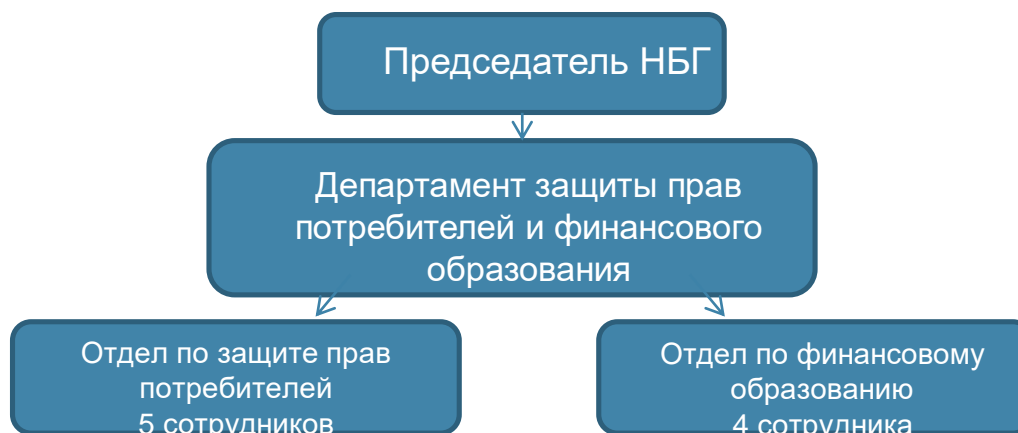 Председатель НБГ
Департамент защиты прав
потребителей и финансового
образования
Отдел по защите прав
потребителей
5 сотрудников
Отдел по финансовому
образованию
4 сотрудника